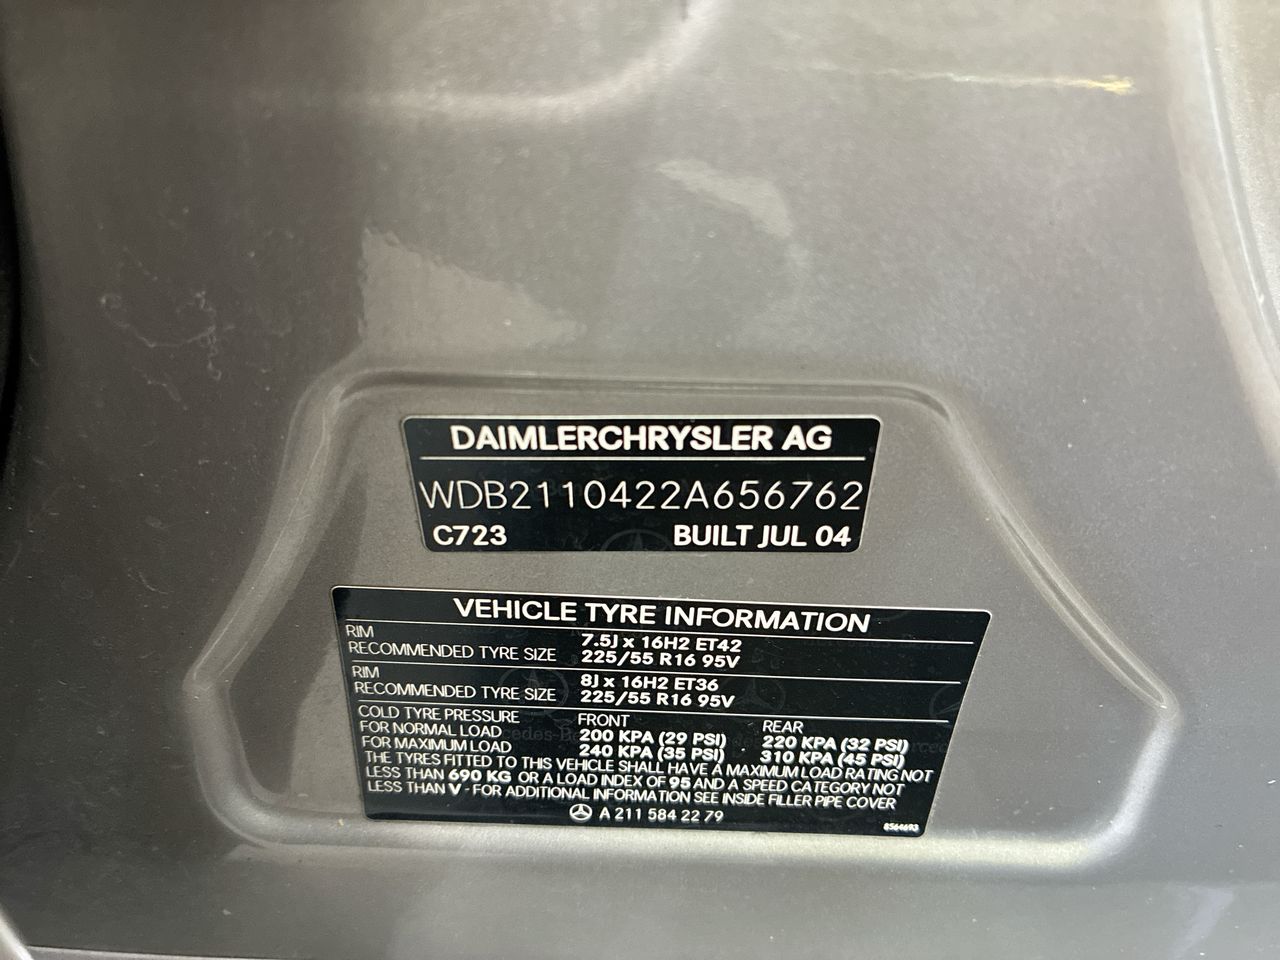 DAIMLERCHRYSLER AG
WDB2110422A656762
C723 BUILT JUL 04
VEHICLE TYRE INFORMATION
RIM 7.5J x 16H2 ET42
RECOMMENDED TYRE SIZE 225/55 R16 95V
RIM 8J x 16H2 ET36
RECOMMENDED TYRE SIZE 225/55 R16 95V
COLD TYRE PRESSURE FRONT REAR
FOR NORMAL LOAD 200 KPA (29 PSI) 220 KPA (32 PSI)
FOR MAXIMUM LOAD 240 KPA (35 PSI) 310 KPA (45 PSI)
THE TYRES FITTED TO THIS VEHICLE SHALL HAVE A MAXIMUM LOAD RATING NOT
LESS THAN 690 KG OR A LOAD INDEX OF 95 AND A SPEED CATEGORY NOT
LESS THAN V - FOR ADDITIONAL INFORMATION SEE INSIDE FILLER PIPE COVER
A 211 584 22 79
8564693